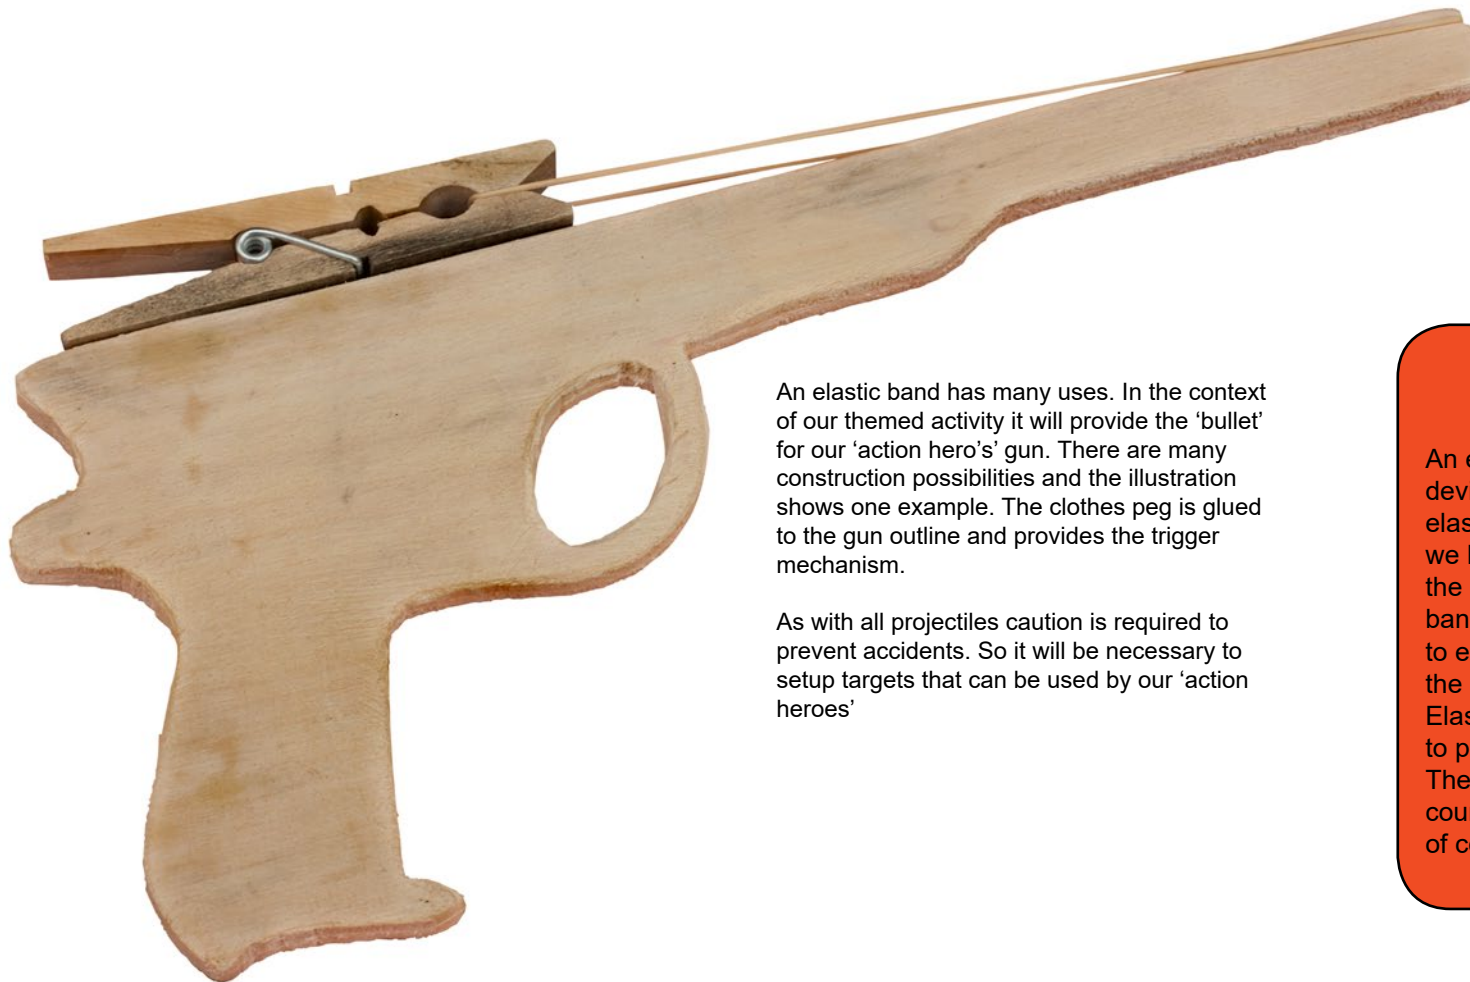 An elastic band has many uses. In the context
of our themed activity it will provide the ‘bullet’
for our ‘action hero’s’ gun. There are many
construction possibilities and the illustration
shows one example. The clothes peg is glued
to the gun outline and provides the trigger
mechanism.
As with all projectiles caution is required to
prevent accidents. So it will be necessary to
setup targets that can be used by our ‘action
heroes’
An
we
the
to
the
to
of